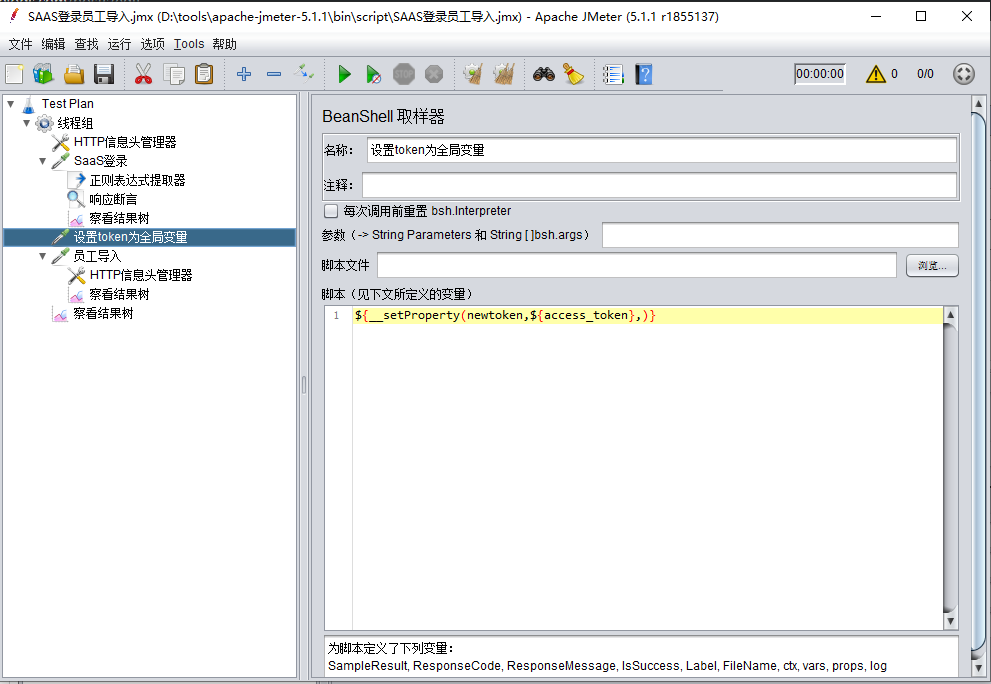 SAAS登录员工导入.jmx (D:\tools\apache-jmeter-5.1.1\bin\script\SAAS登录员工导入.jmx) - Apache JMeter (5.1.1 r1855137)
文件 编辑 查找 运行 选项 Tools 帮助
STOP 00:00:00 0 0/0
Test Plan
线程组
HTTP信息头管理器
SaaS登录
正则表达式提取器
响应断言
察看结果树
设置token为全局变量
员工导入
HTTP信息头管理器
察看结果树
察看结果树
BeanShell 取样器
名称： 设置token为全局变量
注释：
每次调用前重置 bsh.Interpreter
参数（-> String Parameters 和 String [ ]bsh.args）
脚本文件 浏览...
脚本（见下文所定义的变量）
1 ${__setProperty(newtoken,${access_token},)}
为脚本定义了下列变量：
SampleResult, ResponseCode, ResponseMessage, IsSuccess, Label, FileName, ctx, vars, props, log